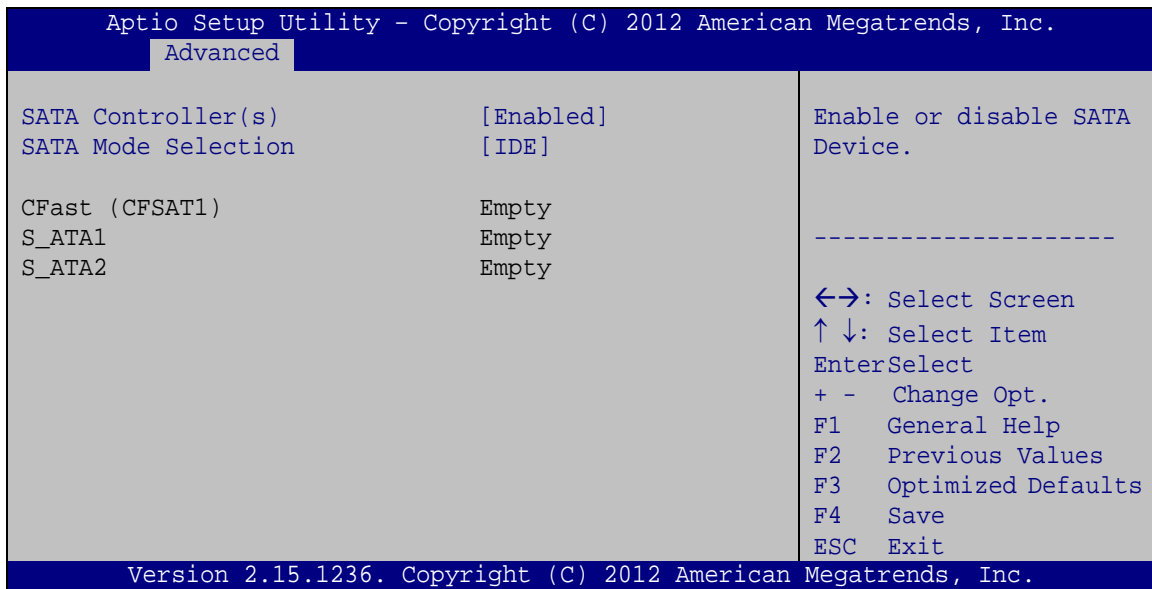 Aptio Setup Utility – Copyright (C) 2012 American Megatrends, Inc.
Advanced
SATA Controller(s) [Enabled]
SATA Mode Selection [IDE]
CFast (CFSAT1) Empty
S_ATA1 Empty
S_ATA2 Empty
Enable or disable SATA
Device.
---------------------
←→: Select Screen
↑ ↓: Select Item
EnterSelect
+ - Change Opt.
F1 General Help
F2 Previous Values
F3 Optimized Defaults
F4 Save
ESC Exit
Version 2.15.1236. Copyright (C) 2012 American Megatrends, Inc.